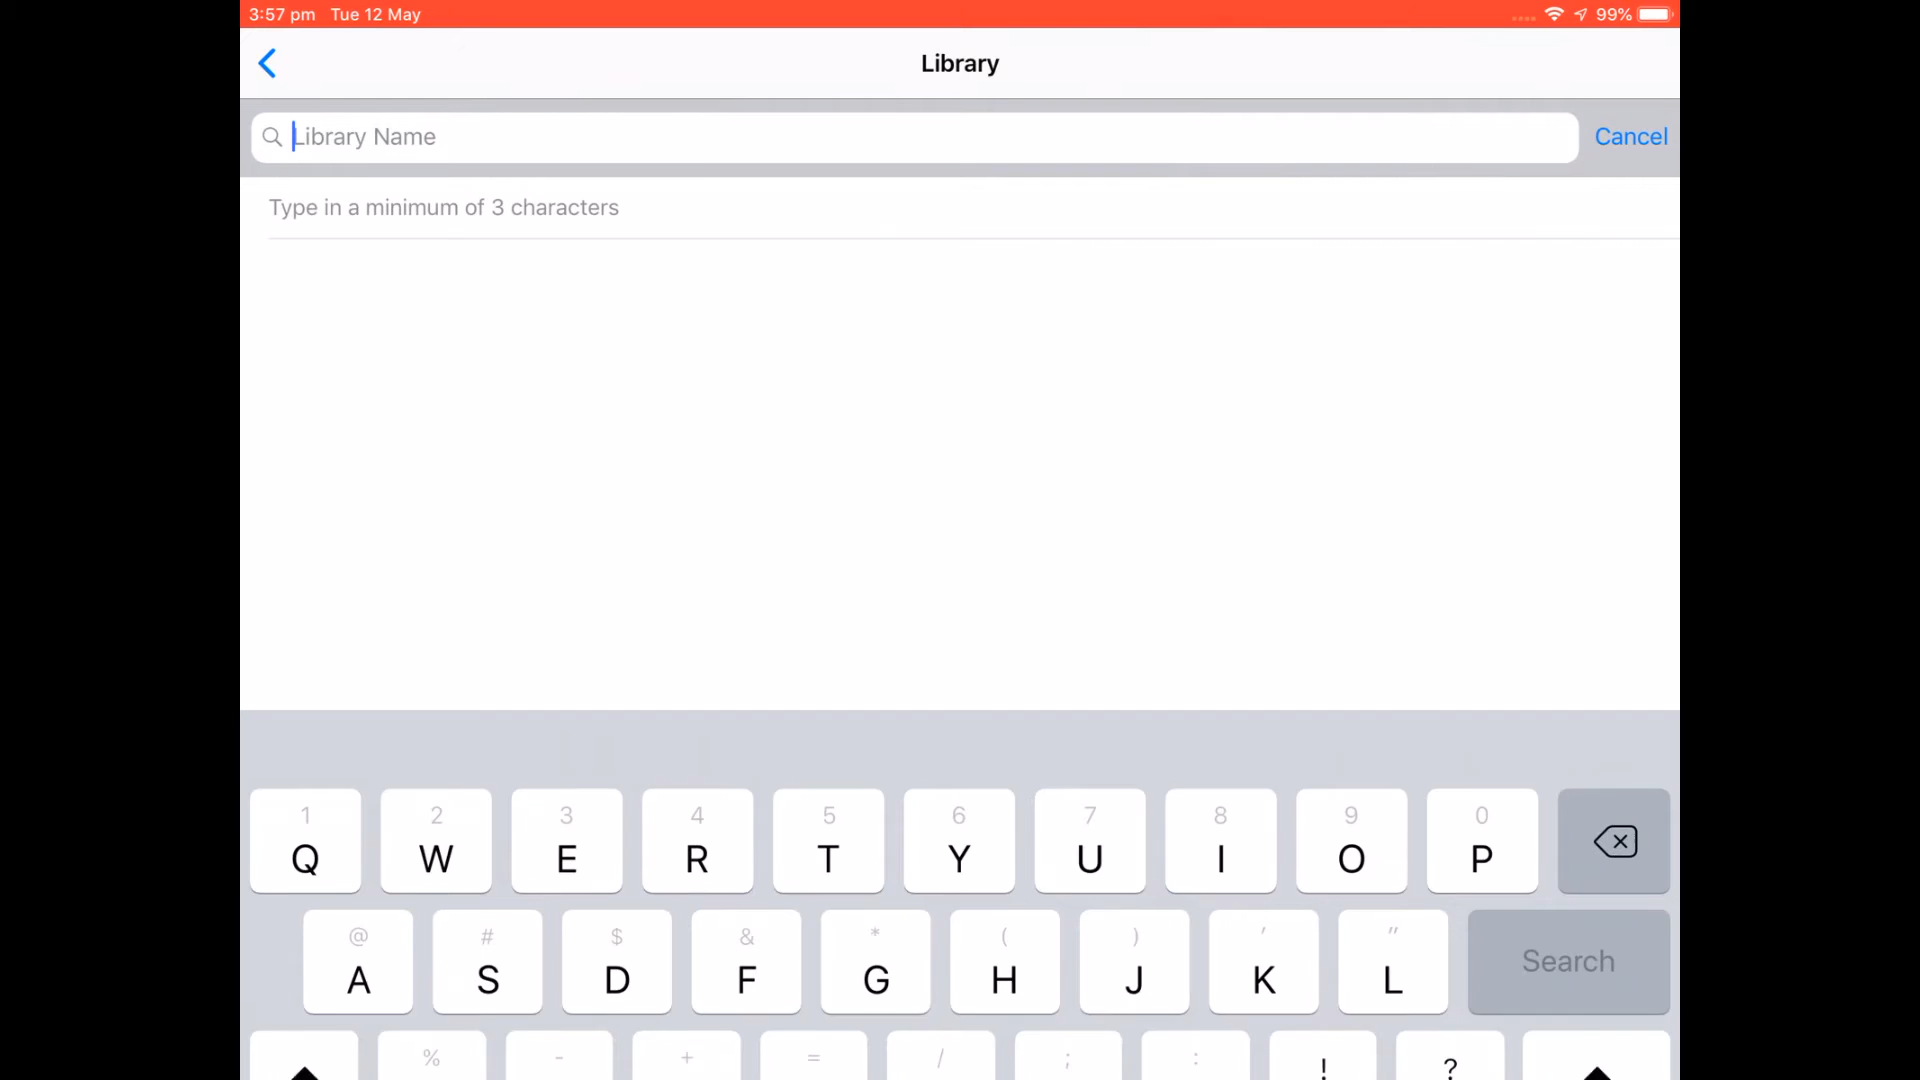 3:57 pm Tue 12 May 99%
Library
Library Name Cancel
Type in a minimum of 3 characters
1 2 3 4 5 6 7 8 9 0
Q W E R T Y U I O P
@ # $ & * ( ) ' "
A S D F G H J K L Search
% - + = / ; : ! ?